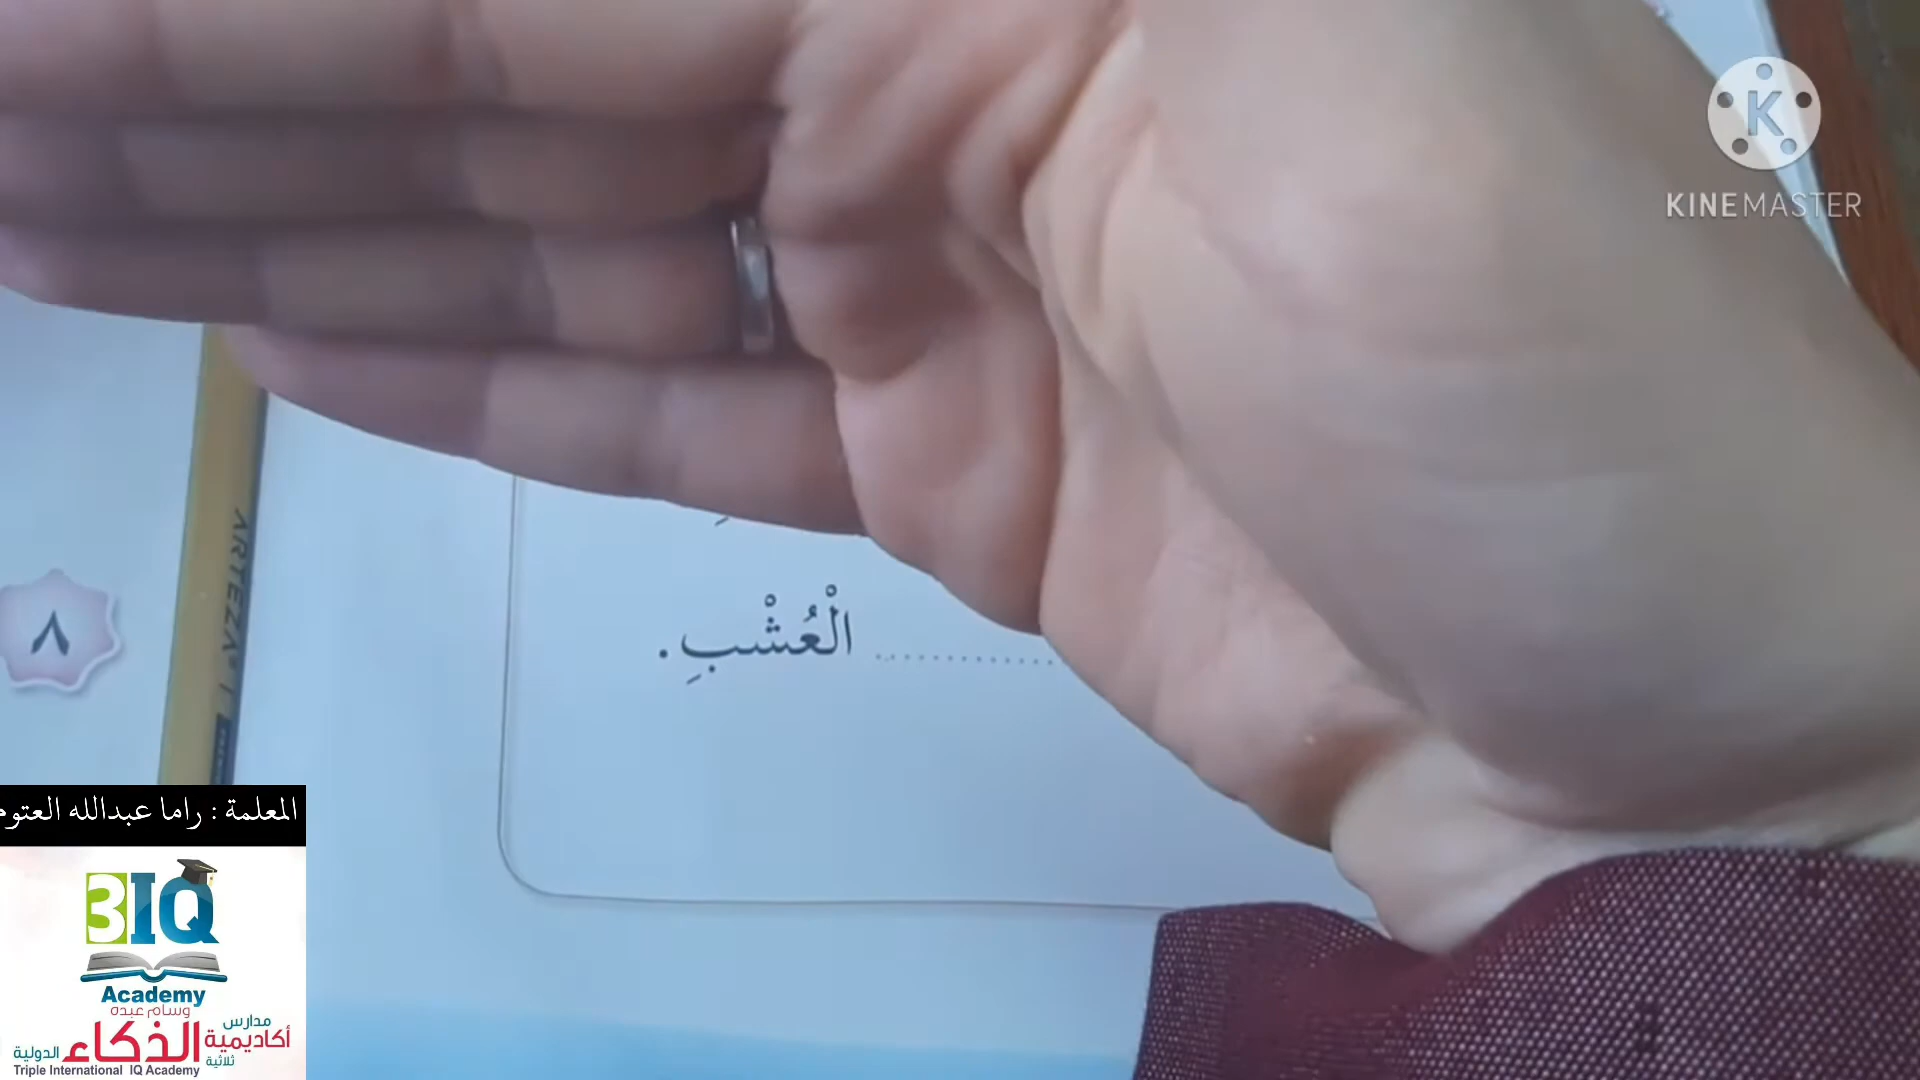 KINEMASTER
ARTEZA®
............ الْعُشْبِ.
٨
المعلمة : راما عبدالله العتوم
3IQ
Academy
وسام عبده
مدارس
أكاديمية الذكاء الدولية
ثلاثية
Triple International IQ Academy